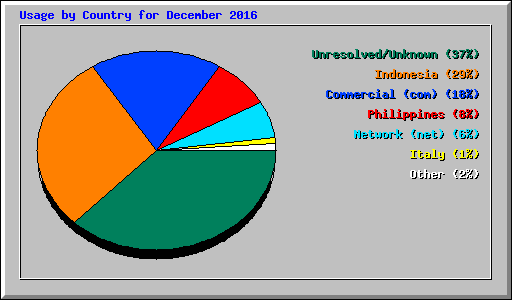 Usage by Country for December 2016
Unresolved/Unknown (37%)
Indonesia (29%)
Commercial (com) (18%)
Philippines (8%)
Network (net) (6%)
Italy (1%)
Other (2%)